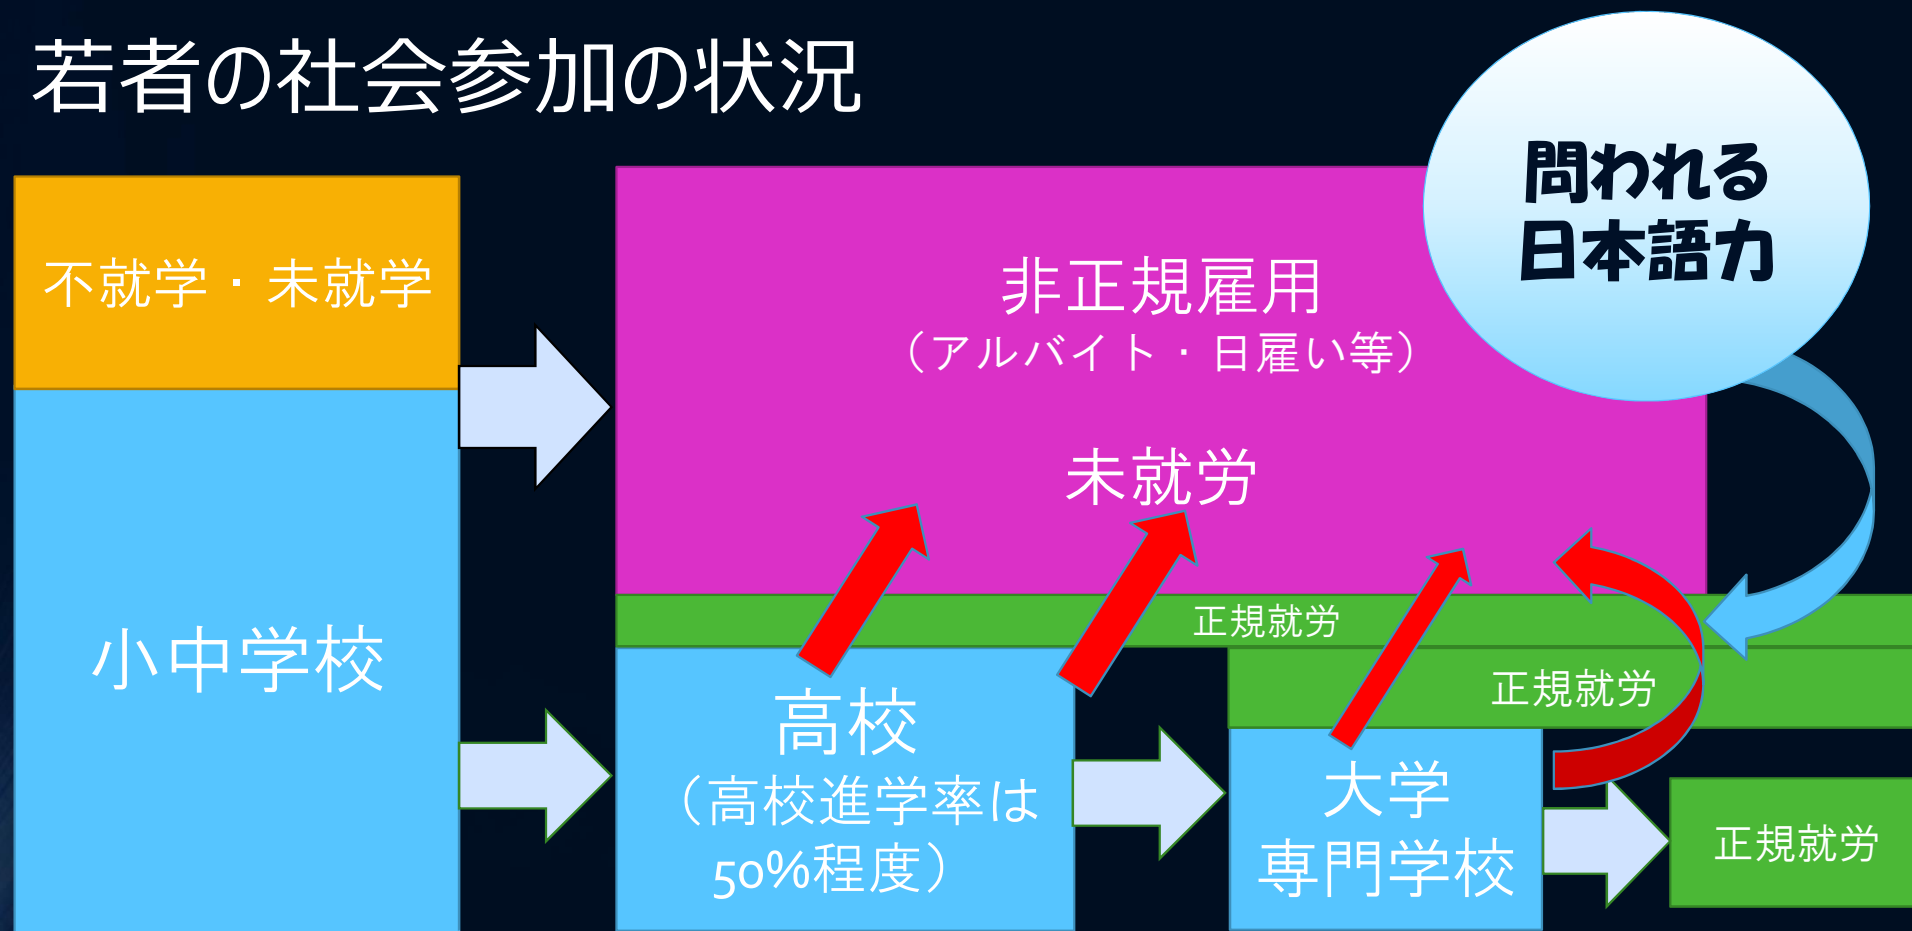 若者の社会参加の状況
問われる
日本語力
不就学・未就学
非正規雇用
（アルバイト・日雇い等）
未就労
小中学校
正規就労
正規就労
高校
（高校進学率は
50%程度）
大学
専門学校
正規就労